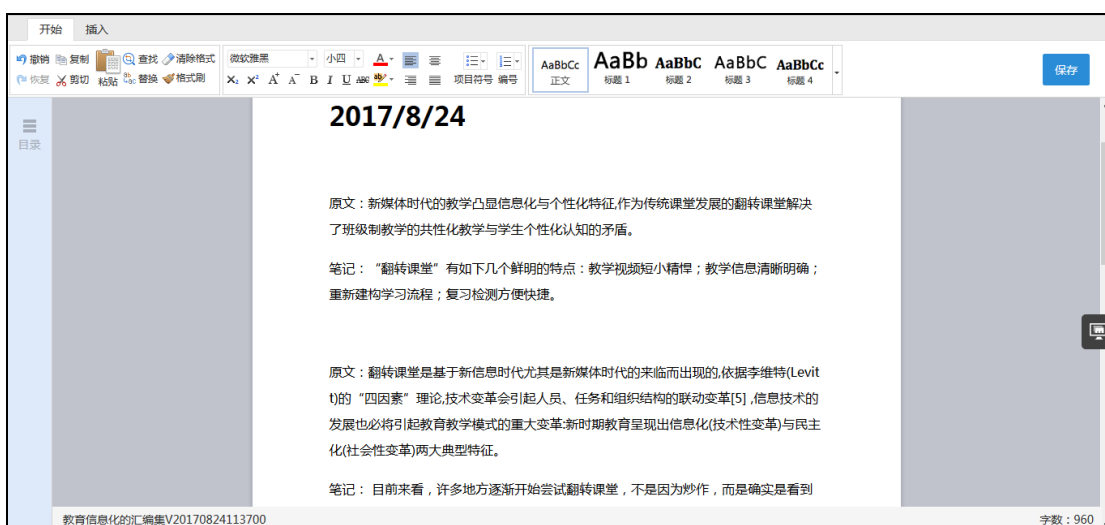 开始 插入
撤销 复制 粘贴 查找 清除格式 微软雅黑 小四 A AaBbCc AaBb AaBbC AaBbC AaBbCc 保存
恢复 剪切 替换 格式刷 X₂ X² A⁺ A⁻ B I U ABC ab 项目符号 编号 正文 标题 1 标题 2 标题 3 标题 4
目录
2017/8/24
原文：新媒体时代的教学凸显信息化与个性化特征,作为传统课堂发展的翻转课堂解决
了班级制教学的共性化教学与学生个性化认知的矛盾。
笔记：“翻转课堂”有如下几个鲜明的特点：教学视频短小精悍；教学信息清晰明确；
重新建构学习流程；复习检测方便快捷。
原文：翻转课堂是基于新信息时代尤其是新媒体时代的来临而出现的,依据李维特(Levit
t)的“四因素”理论,技术变革会引起人员、任务和组织结构的联动变革[5] ,信息技术的
发展也必将引起教育教学模式的重大变革:新时期教育呈现出信息化(技术性变革)与民主
化(社会性变革)两大典型特征。
笔记： 目前来看，许多地方逐渐开始尝试翻转课堂，不是因为炒作，而是确实是看到
教育信息化的汇编集V20170824113700 字数：960